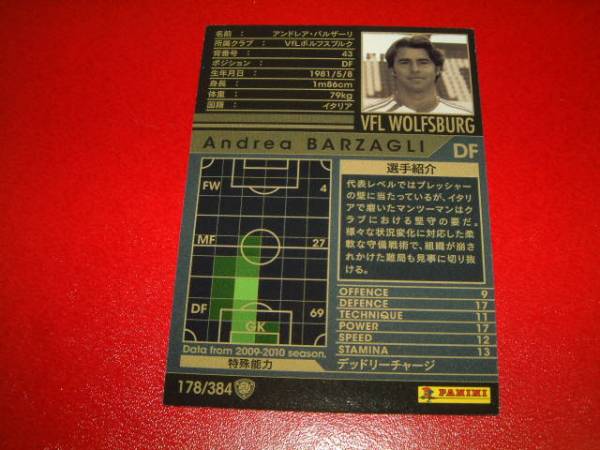 名前： アンドレア・バルザーリ
所属クラブ： VfLボルフスブルク
背番号： 43
ポジション： DF
生年月日： 1981/5/8
身長： 1m86cm
体重： 79kg
国籍： イタリア
VFL WOLFSBURG
Andrea BARZAGLI DF
FW 4
MF 27
DF 69
GK
Data from 2009-2010 season.
特殊能力
選手紹介
代表レベルではプレッシャー
の壁に当たっているが、イタリ
アで磨いたマンツーマンはク
ラブにおける堅守の要だ。
様々な状況変化に対応した柔
軟な守備戦術で、組織が崩さ
れかけた難局も見事に切り抜
ける。
OFFENCE 9
DEFENCE 17
TECHNIQUE 11
POWER 17
SPEED 12
STAMINA 13
デッドリーチャージ
178/384
PANINI